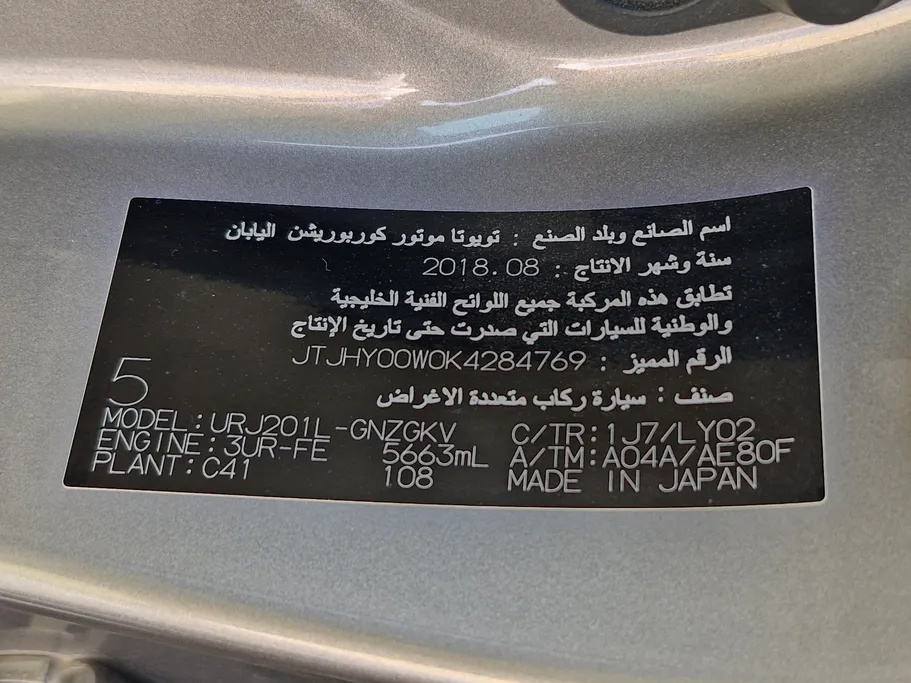 اسم الصانع وبلد الصنع : تويوتا موتور كوربوريشن اليابان
سنة وشهر الانتاج : 2018.08
تطابق هذه المركبة جميع اللوائح الفنية الخليجية
والوطنية للسيارات التي صدرت حتى تاريخ الإنتاج
الرقم المميز : JTJHY00W0K4284769
صنف : سيارة ركاب متعددة الاغراض
5
MODEL:URJ201L-GNZGKV C/TR:1J7/LY02
ENGINE:3UR-FE 5663mL A/TM:A04A/AE80F
PLANT:C41 108 MADE IN JAPAN